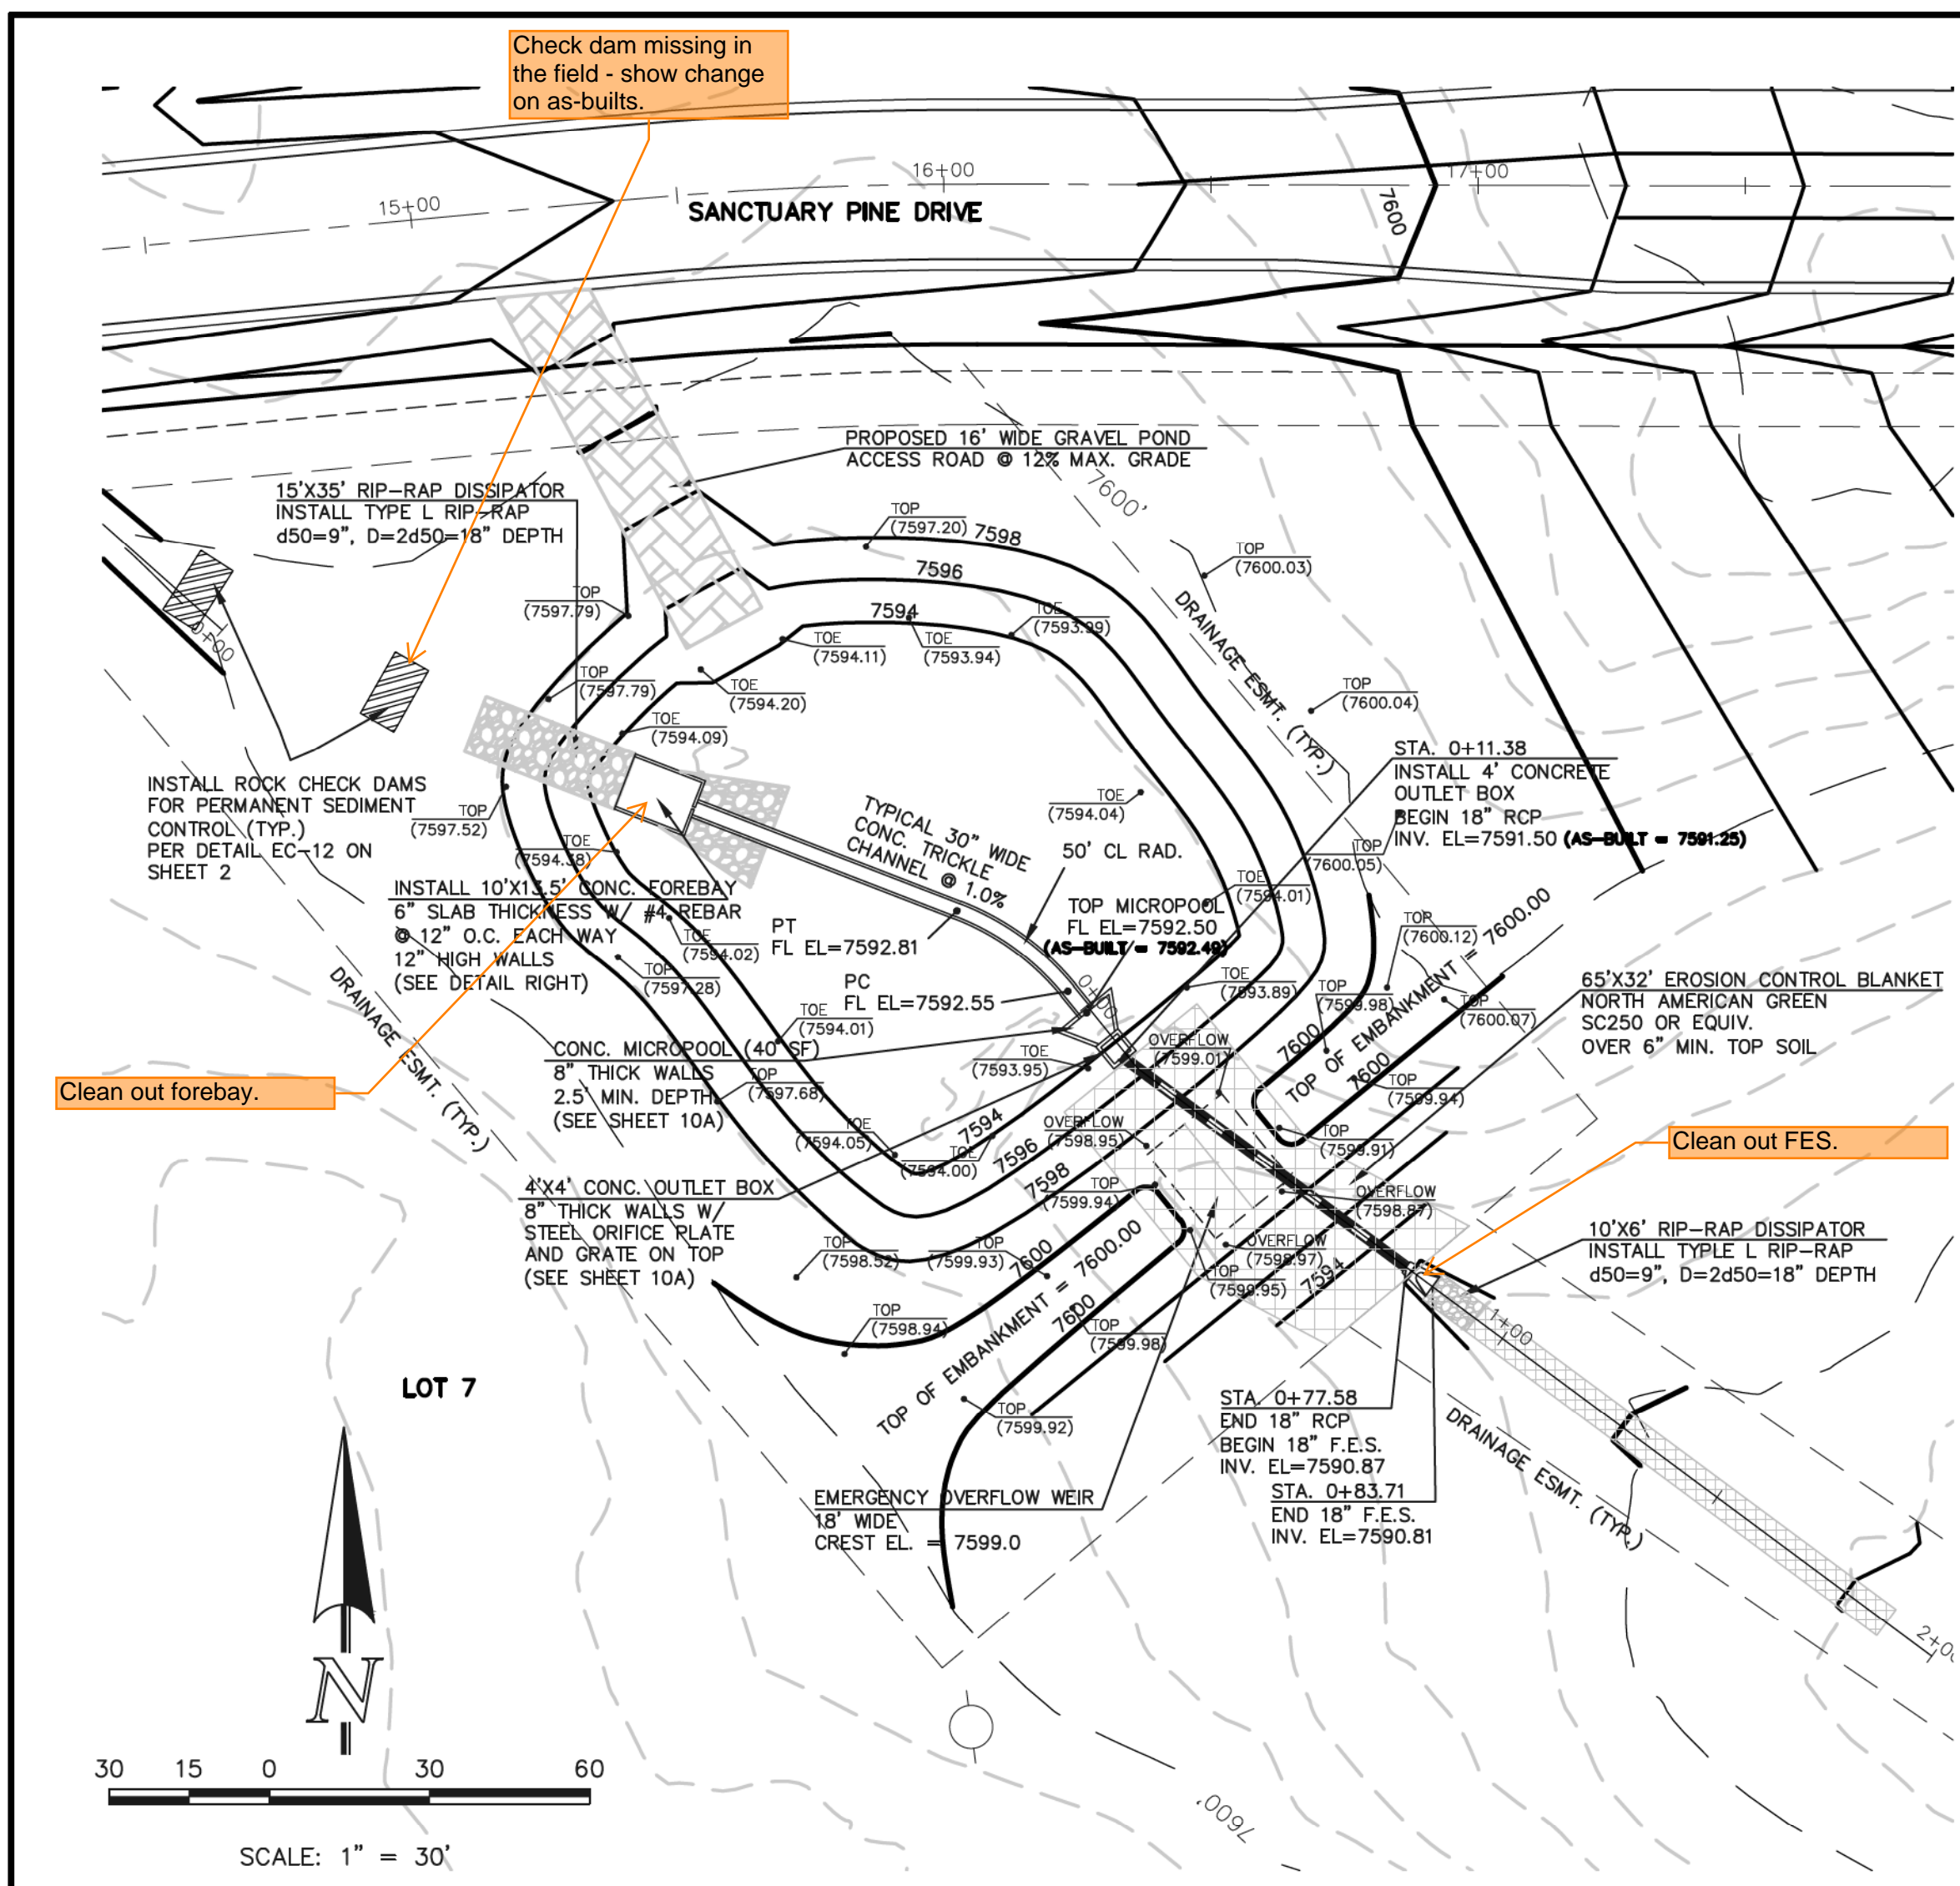 Check dam missing in
the field - show change
on as-builts.
15+00
16+00
17+00
SANCTUARY PINE DRIVE
7600
PROPOSED 16' WIDE GRAVEL POND
ACCESS ROAD @ 12% MAX. GRADE
7600'
15'X35' RIP-RAP DISSIPATOR
INSTALL TYPE L RIP-RAP
d50=9", D=2d50=18" DEPTH
TOP
(7597.20)
7598
7596
7594
TOP
(7600.03)
TOP
(7597.79)
TOE
(7593.99)
TOE
(7594.11)
TOE
(7593.94)
DRAINAGE ESMT. (TYP.)
0+00
TOP
(7597.79)
TOE
(7594.20)
TOP
(7600.04)
TOE
(7594.09)
STA. 0+11.38
INSTALL 4' CONCRETE
OUTLET BOX
BEGIN 18" RCP
INV. EL=7591.50 (AS-BUILT = 7591.25)
INSTALL ROCK CHECK DAMS
FOR PERMANENT SEDIMENT
CONTROL (TYP.)
PER DETAIL EC-12 ON
SHEET 2
TOP
(7597.52)
TYPICAL 30" WIDE
CONC. TRICKLE
CHANNEL @ 1.0%
TOE
(7594.04)
50' CL RAD.
TOP
(7600.05)
TOE
(7594.38)
INSTALL 10'X13.5' CONC. FOREBAY
6" SLAB THICKNESS W/ #4 REBAR
@ 12" O.C. EACH WAY
12" HIGH WALLS
(SEE DETAIL RIGHT)
TOE
(7594.01)
TOP MICROPOOL
FL EL=7592.50
(AS-BUILT = 7592.49)
PT
FL EL=7592.81
TOE
(7594.02)
TOP
(7600.12)
7600.00
TOP OF EMBANKMENT =
TOP
(7597.28)
PC
FL EL=7592.55
0+00
TOE
(7593.89)
TOP
(7599.98)
TOP
(7600.07)
65'X32' EROSION CONTROL BLANKET
NORTH AMERICAN GREEN
SC250 OR EQUIV.
OVER 6" MIN. TOP SOIL
DRAINAGE ESMT. (TYP.)
TOE
(7594.01)
CONC. MICROPOOL (40 SF)
8" THICK WALLS
2.5' MIN. DEPTH
(SEE SHEET 10A)
TOE
(7593.95)
OVERFLOW
(7599.01)
7600
7600
TOP
(7599.94)
Clean out forebay.
TOP
(7597.68)
TOE
(7594.05)
TOE
(7594.00)
7594
7596
7598
OVERFLOW
(7598.95)
TOP
(7599.91)
Clean out FES.
4'X4' CONC. OUTLET BOX
8" THICK WALLS W/
STEEL ORIFICE PLATE
AND GRATE ON TOP
(SEE SHEET 10A)
TOP
(7599.94)
OVERFLOW
(7598.87)
TOP
(7598.52)
TOP
(7599.93)
7600
OVERFLOW
(7598.97)
TOP
(7599.95)
7594
10'X6' RIP-RAP DISSIPATOR
INSTALL TYPLE L RIP-RAP
d50=9", D=2d50=18" DEPTH
TOP
(7598.94)
TOP OF EMBANKMENT = 7600.00
7600
TOP
(7599.98)
1+00
LOT 7
TOP
(7599.92)
STA. 0+77.58
END 18" RCP
BEGIN 18" F.E.S.
INV. EL=7590.87
STA. 0+83.71
END 18" F.E.S.
INV. EL=7590.81
DRAINAGE ESMT. (TYP.)
EMERGENCY OVERFLOW WEIR
18' WIDE
CREST EL. = 7599.0
N
7600'
30 15 0 30 60
SCALE: 1" = 30'